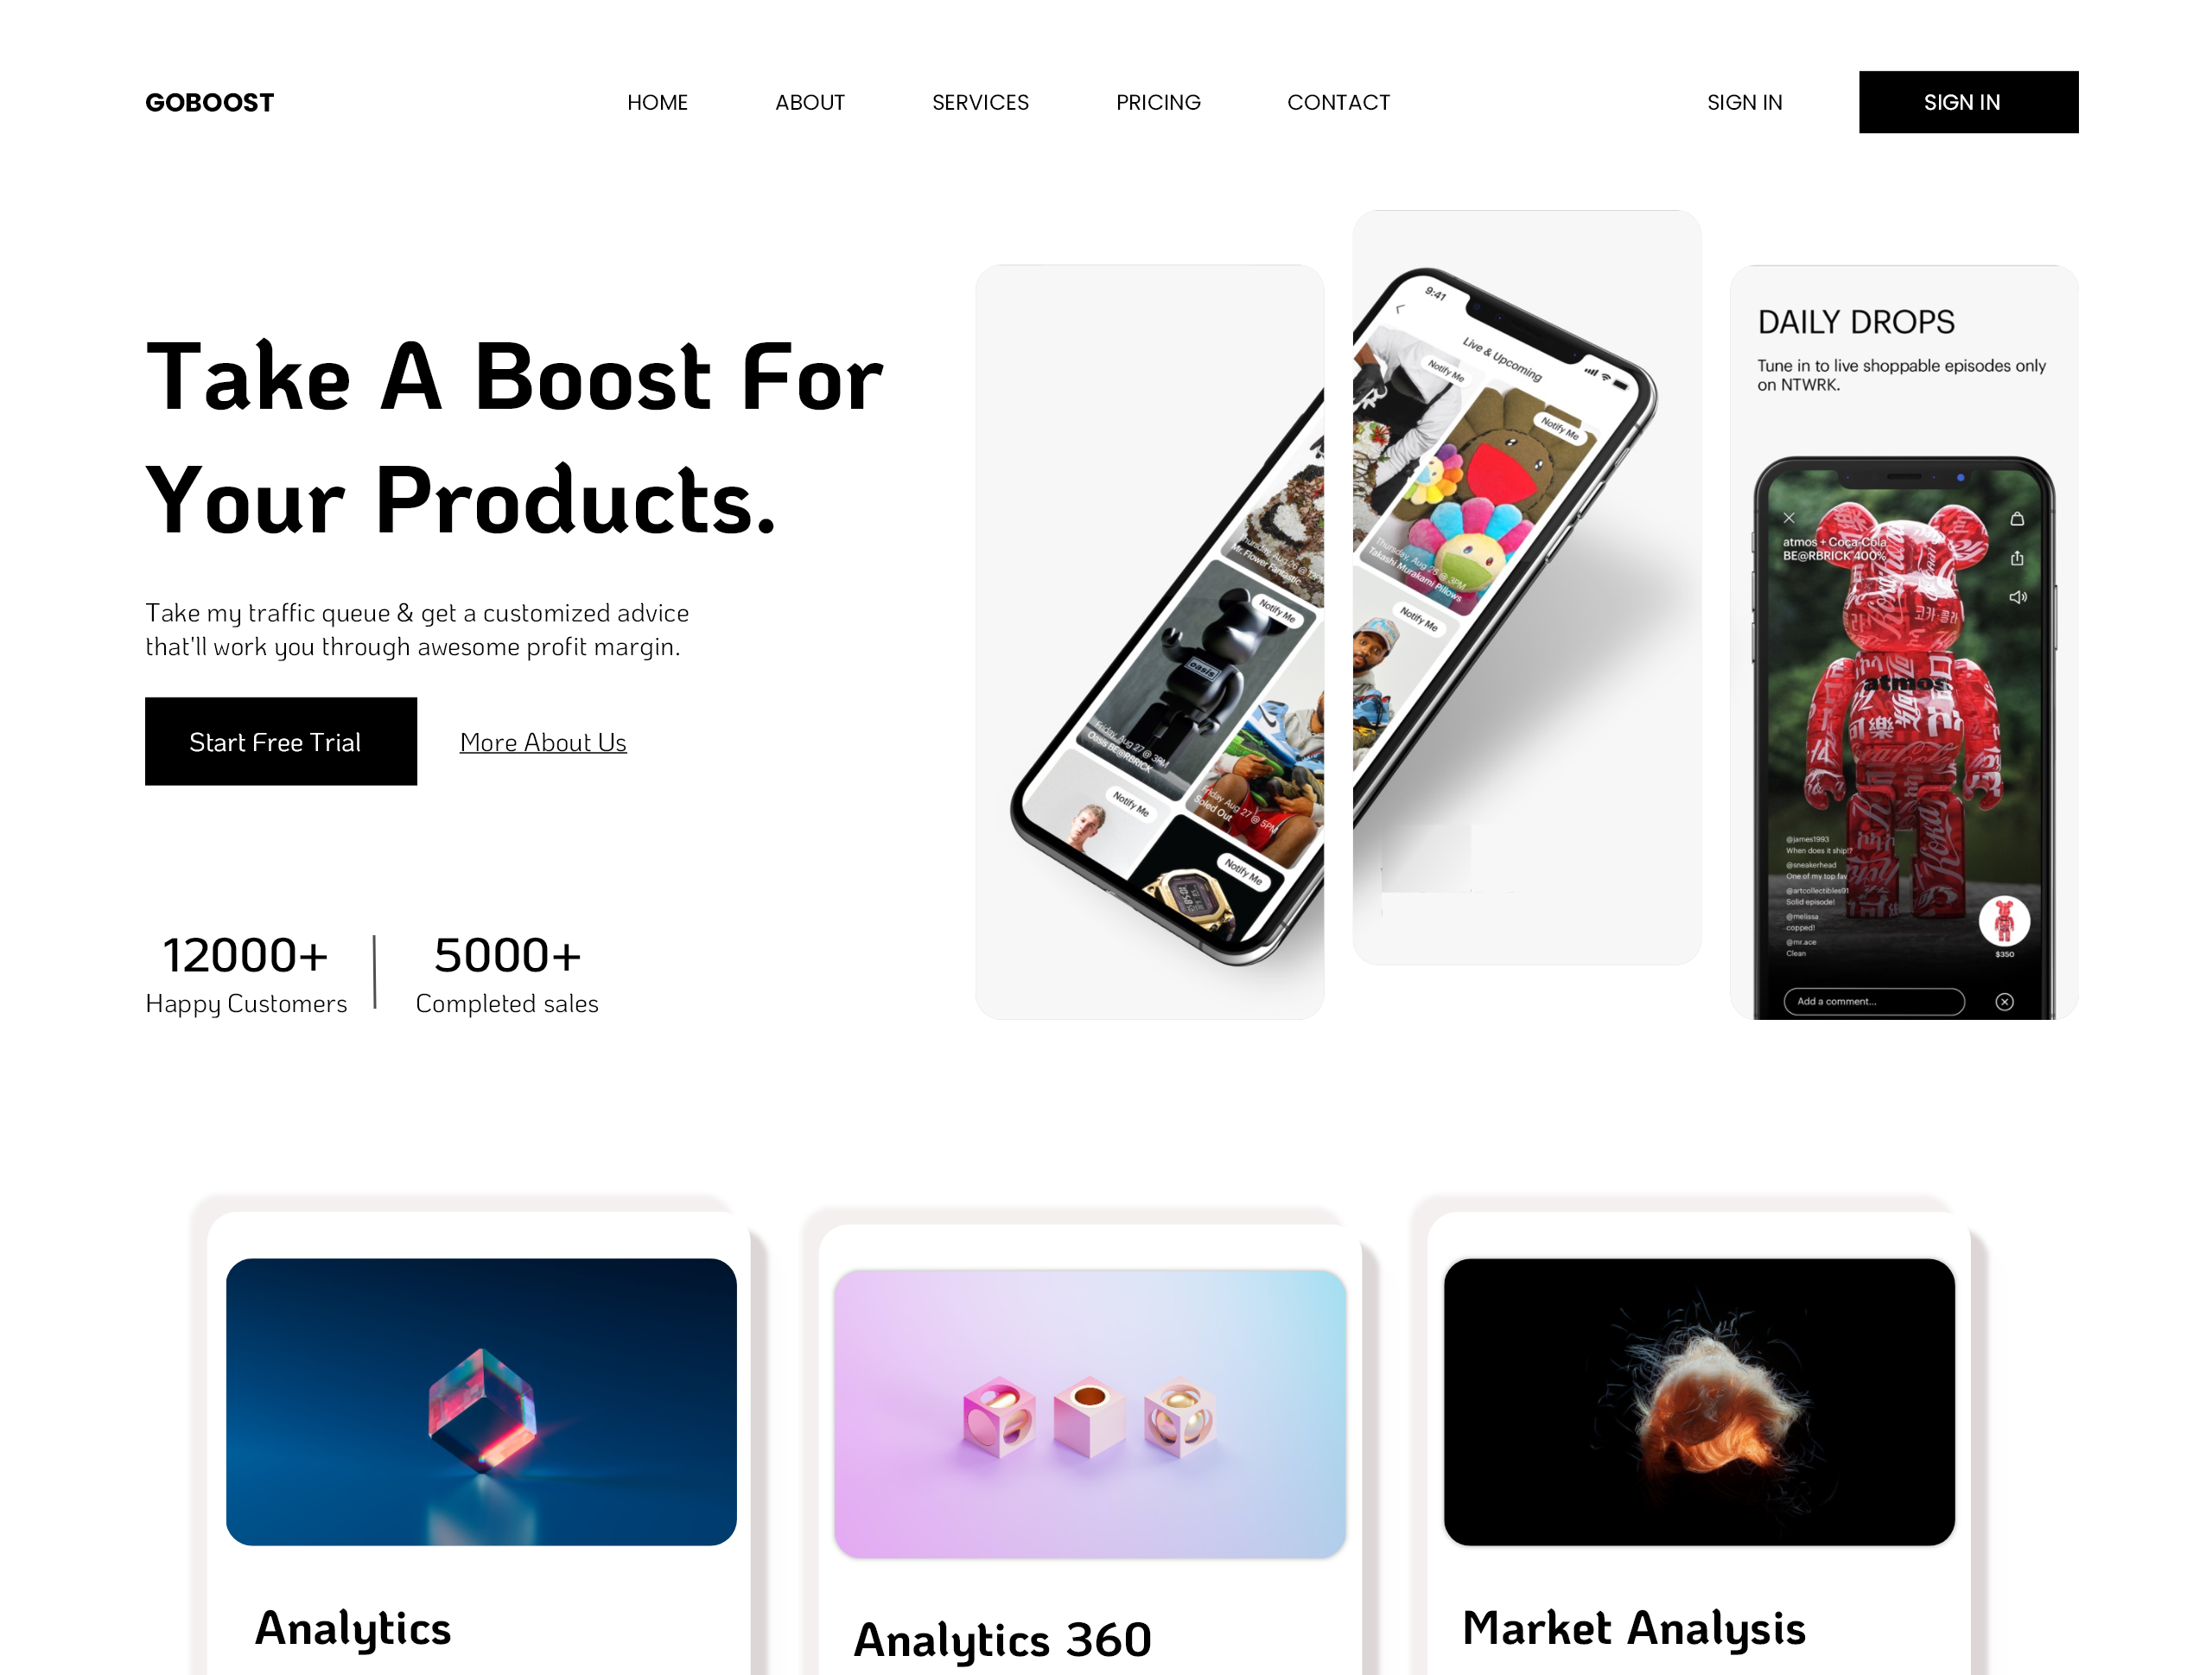 GOBOOST
HOME
ABOUT
SERVICES
PRICING
CONTACT
SIGN IN
SIGN IN
Take A Boost For
Your Products.
Take my traffic queue & get a customized advice
that'll work you through awesome profit margin.
Start Free Trial
More About Us
12000+
Happy Customers
5000+
Completed sales
Mr. Flower Fantastic
Notify Me
oasis
Friday, Aug 27 @ 3PM
Oasis BE@RBRICK
Friday Aug 27 @ 5PM
Soled Out
Notify Me
Notify Me
9:41
Live & Upcoming
Notify Me
Notify Me
Thursday, Aug 26 @ 3PM
Takashi Murakami Pillows
Notify Me
DAILY DROPS
Tune in to live shoppable episodes only
on NTWRK.
atmos + Coca-Cola
BE@RBRICK 400%
atmos
@james1993
When does it ship!?
@sneakerhead
One of my top fav
@artcollectibles91
Solid episode!
@melissa
copped!
@mr.ace
Clean
$350
Add a comment...
Analytics
Analytics 360
Market Analysis